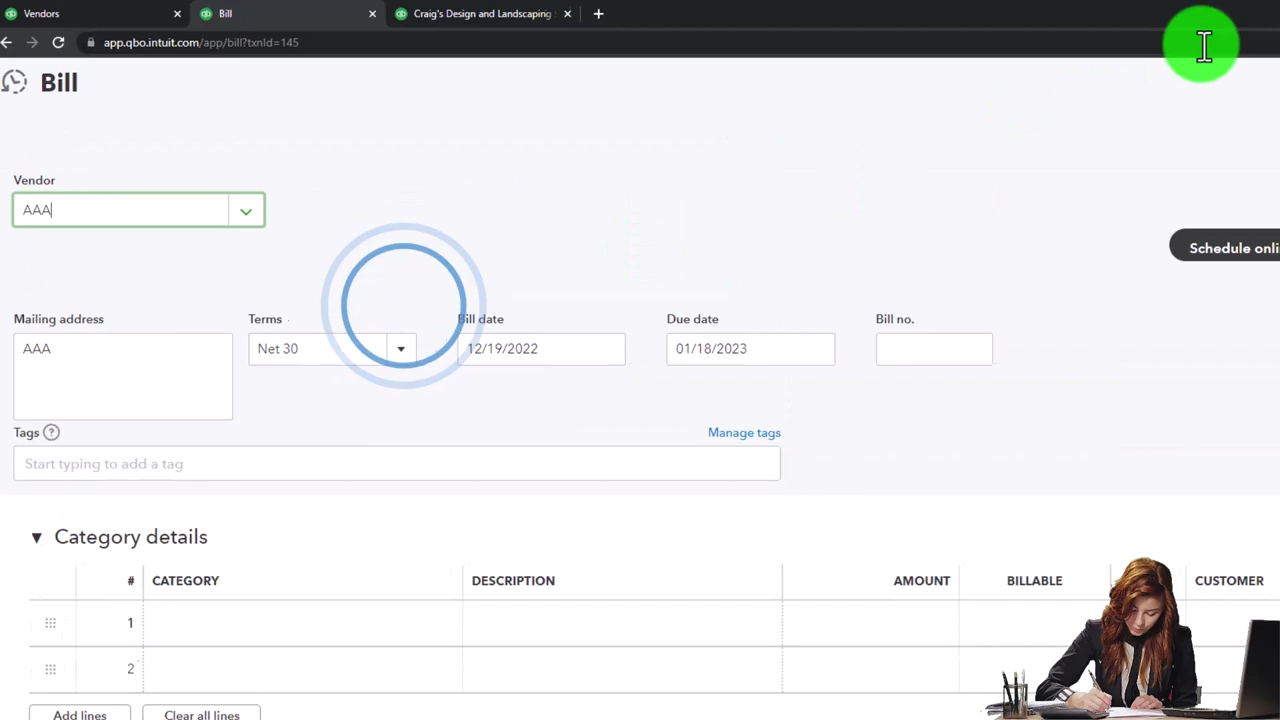 Vendors
Bill
Craig's Design and Landscaping
app.qbo.intuit.com/app/bill?txnId=145
Bill
Vendor
AAA
Schedule onli
Mailing address
Terms
Bill date
Due date
Bill no.
AAA
Net 30
12/19/2022
01/18/2023
Tags ?
Manage tags
Start typing to add a tag
Category details
# CATEGORY DESCRIPTION AMOUNT BILLABLE CUSTOMER
1
2
Add lines
Clear all lines